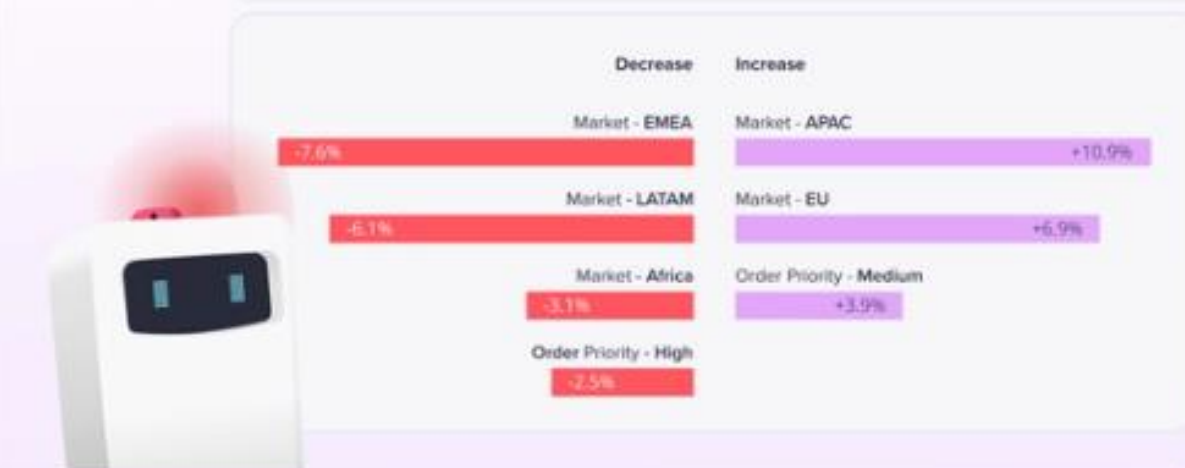 Decrease Increase
Market - EMEA Market - APAC
-7.6% +10.9%
Market - LATAM Market - EU
-6.1% +6.9%
Market - Africa Order Priority - Medium
-3.1% +3.9%
Order Priority - High
-2.5%